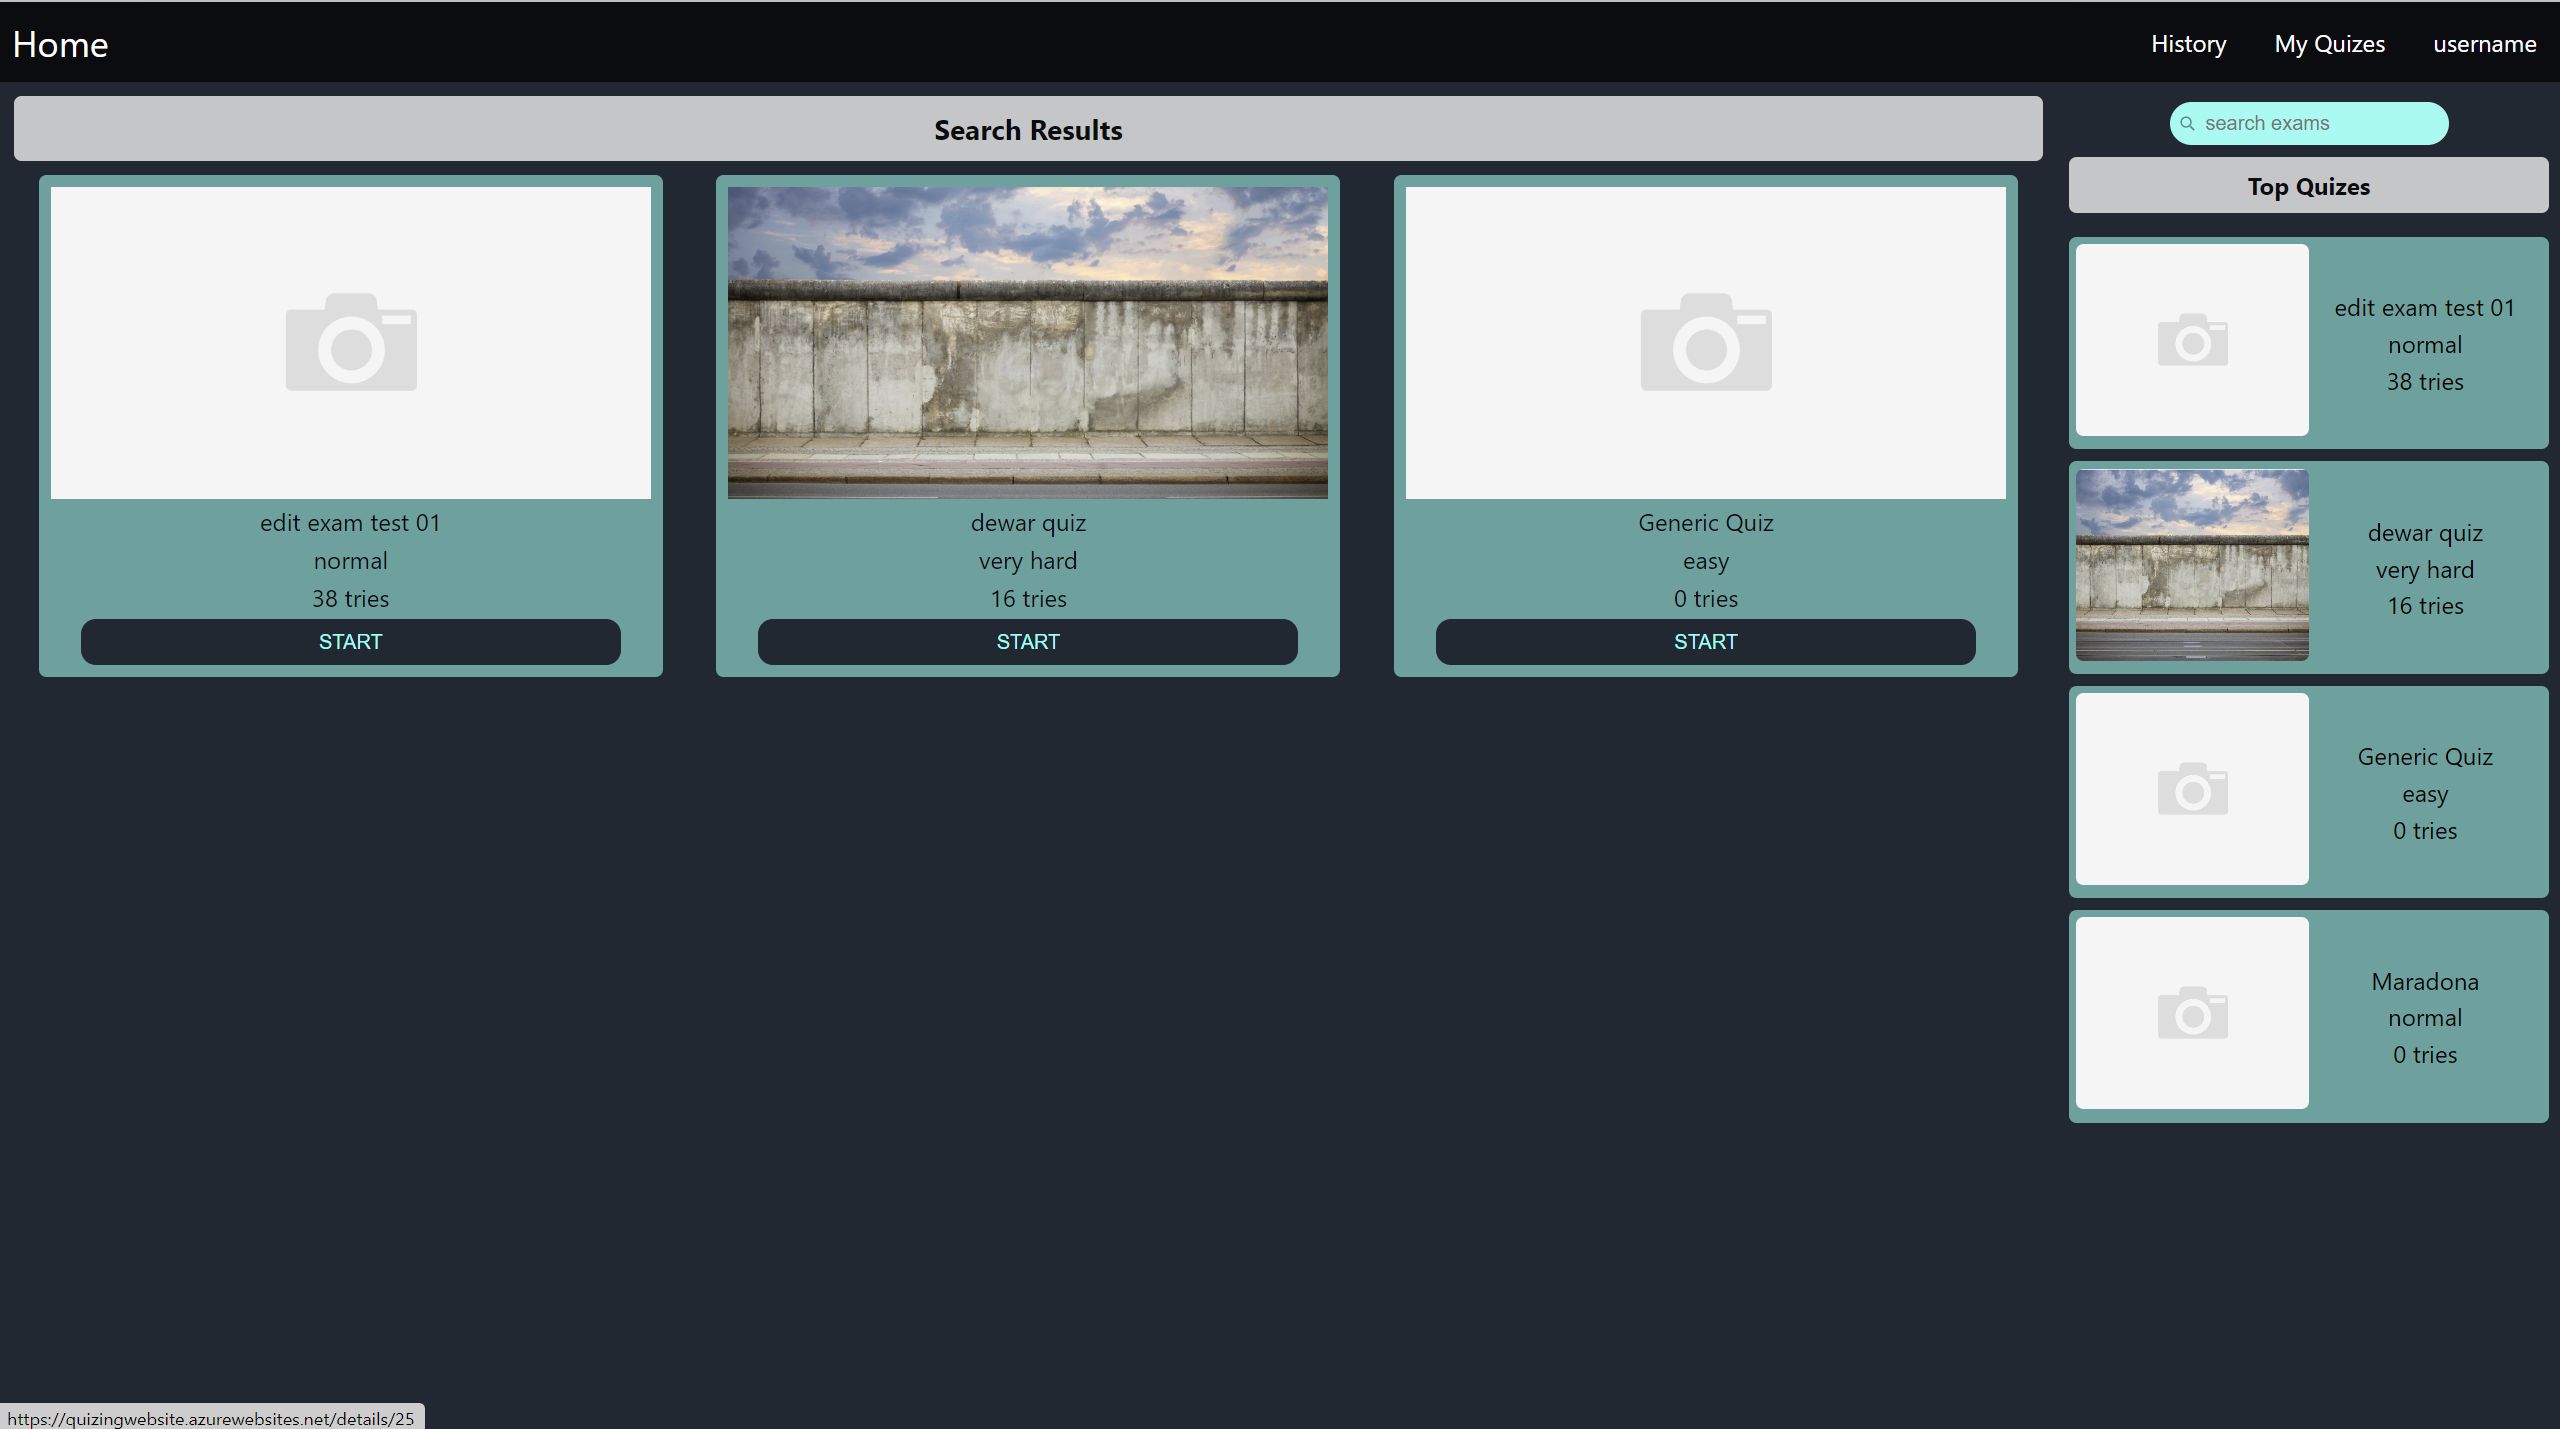 Home
History
My Quizes
username
Search Results
edit exam test 01
normal
38 tries
START
dewar quiz
very hard
16 tries
START
Generic Quiz
easy
0 tries
START
search exams
Top Quizes
edit exam test 01
normal
38 tries
dewar quiz
very hard
16 tries
Generic Quiz
easy
0 tries
Maradona
normal
0 tries
https://quizingwebsite.azurewebsites.net/details/25